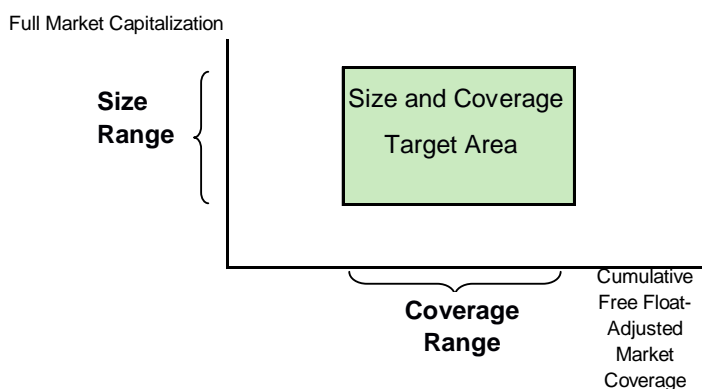 Full Market Capitalization
Size
Range
Size and Coverage
Target Area
Coverage
Range
Cumulative
Free Float-
Adjusted
Market
Coverage